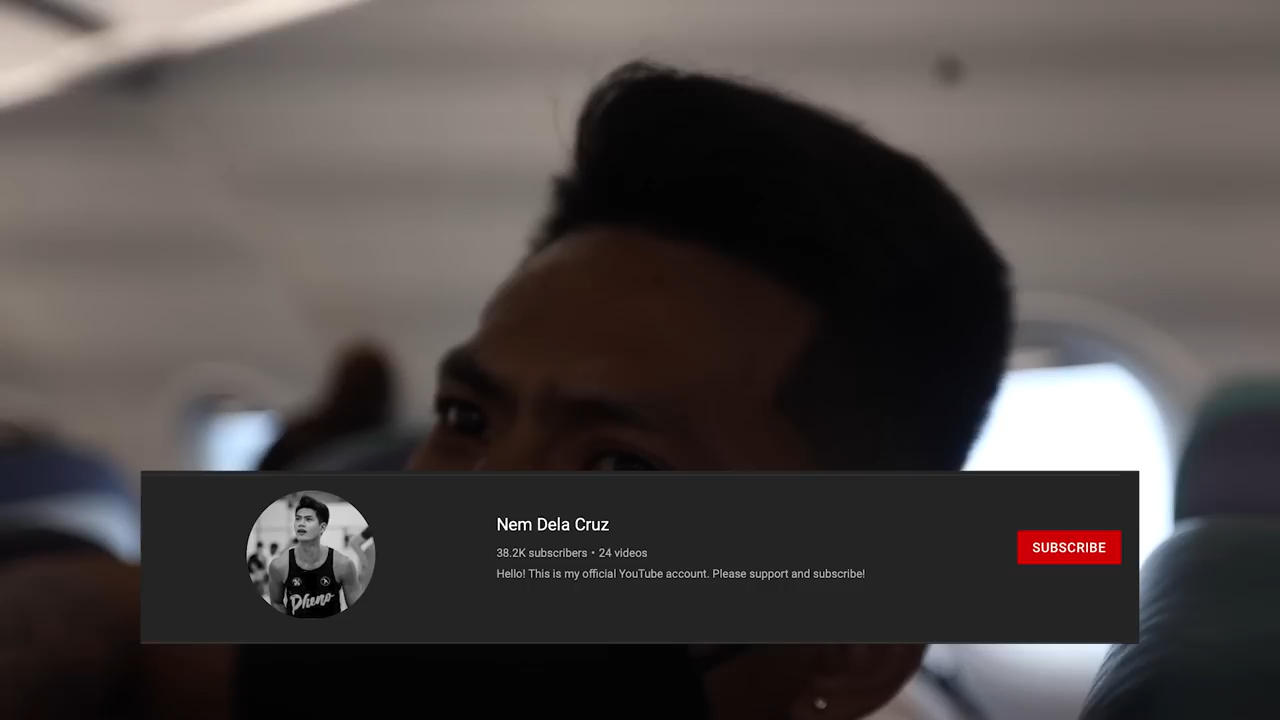 Nem Dela Cruz
38.2K subscribers • 24 videos
Hello! This is my official YouTube account. Please support and subscribe!
SUBSCRIBE
Pheno